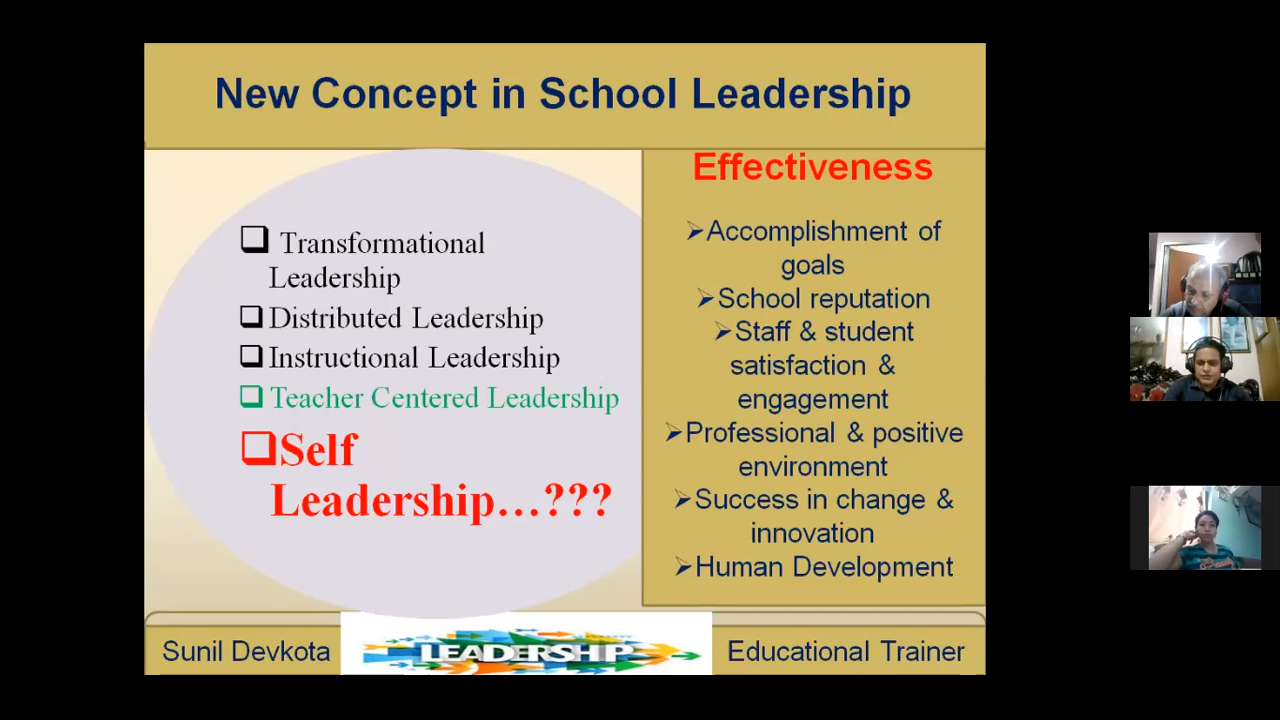 New Concept in School Leadership
❑ Transformational
Leadership
❑Distributed Leadership
❑Instructional Leadership
❑Teacher Centered Leadership
❑Self
Leadership…???
Effectiveness
➢Accomplishment of
goals
➢School reputation
➢Staff & student
satisfaction &
engagement
➢Professional & positive
environment
➢Success in change &
innovation
➢Human Development
Sunil Devkota
LEADERSHIP
Educational Trainer